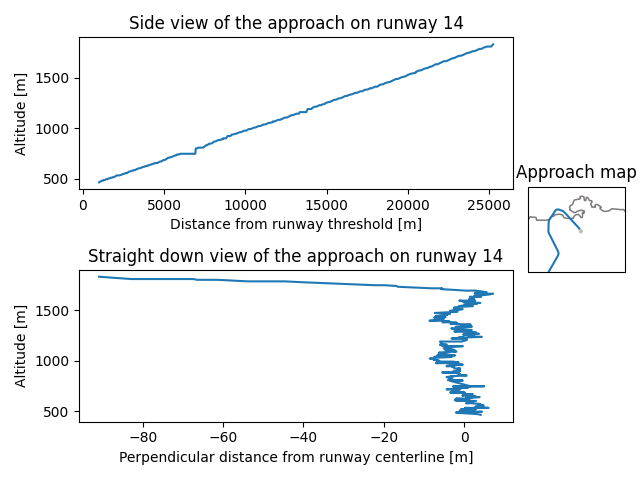 Side view of the approach on runway 14
1500
1000
500
Altitude [m]
0 5000 10000 15000 20000 25000
Distance from runway threshold [m]
Approach map
Straight down view of the approach on runway 14
1500
1000
500
Altitude [m]
−80 −60 −40 −20 0
Perpendicular distance from runway centerline [m]